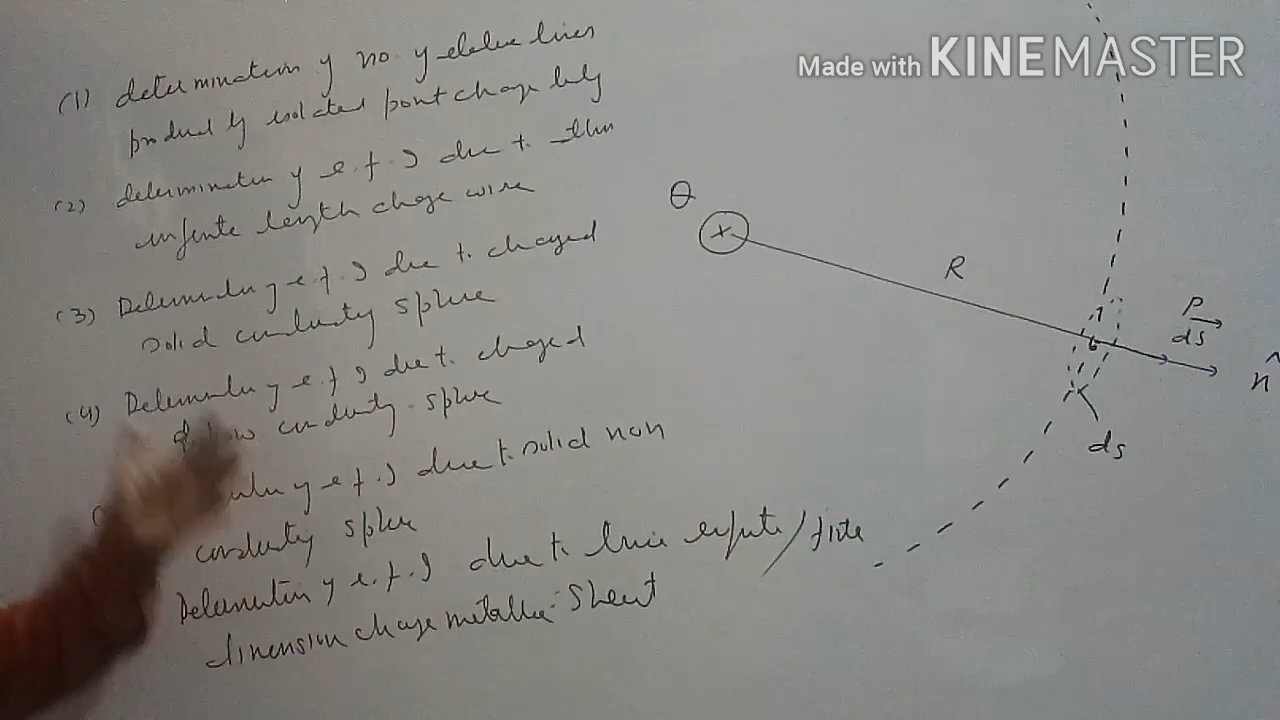 Made with KINEMASTER
(1) determination of no. of electric lines
produced by isolated point charge body
(2) determination of e.f.I due to thin
infinite length charge wire
(3) Determination of e.f.I due to charged
solid conducting sphere
(4) Determination of e.f.I due to charged
conducting sphere
of e.f.I due to solid non
conducting sphere
Determination of e.f.I due to infinite/finite
dimension charge metallic sheet
Q
+
R
P
ds
n̂
ds